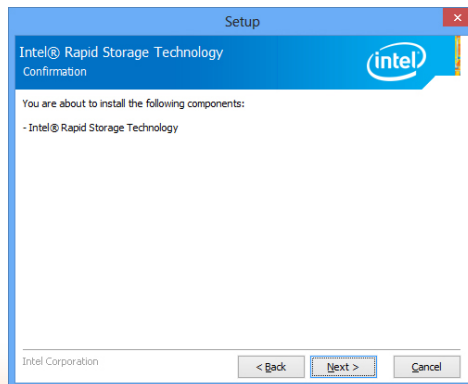 Setup
Intel® Rapid Storage Technology
Confirmation
intel
You are about to install the following components:
- Intel® Rapid Storage Technology
Intel Corporation
< Back
Next >
Cancel